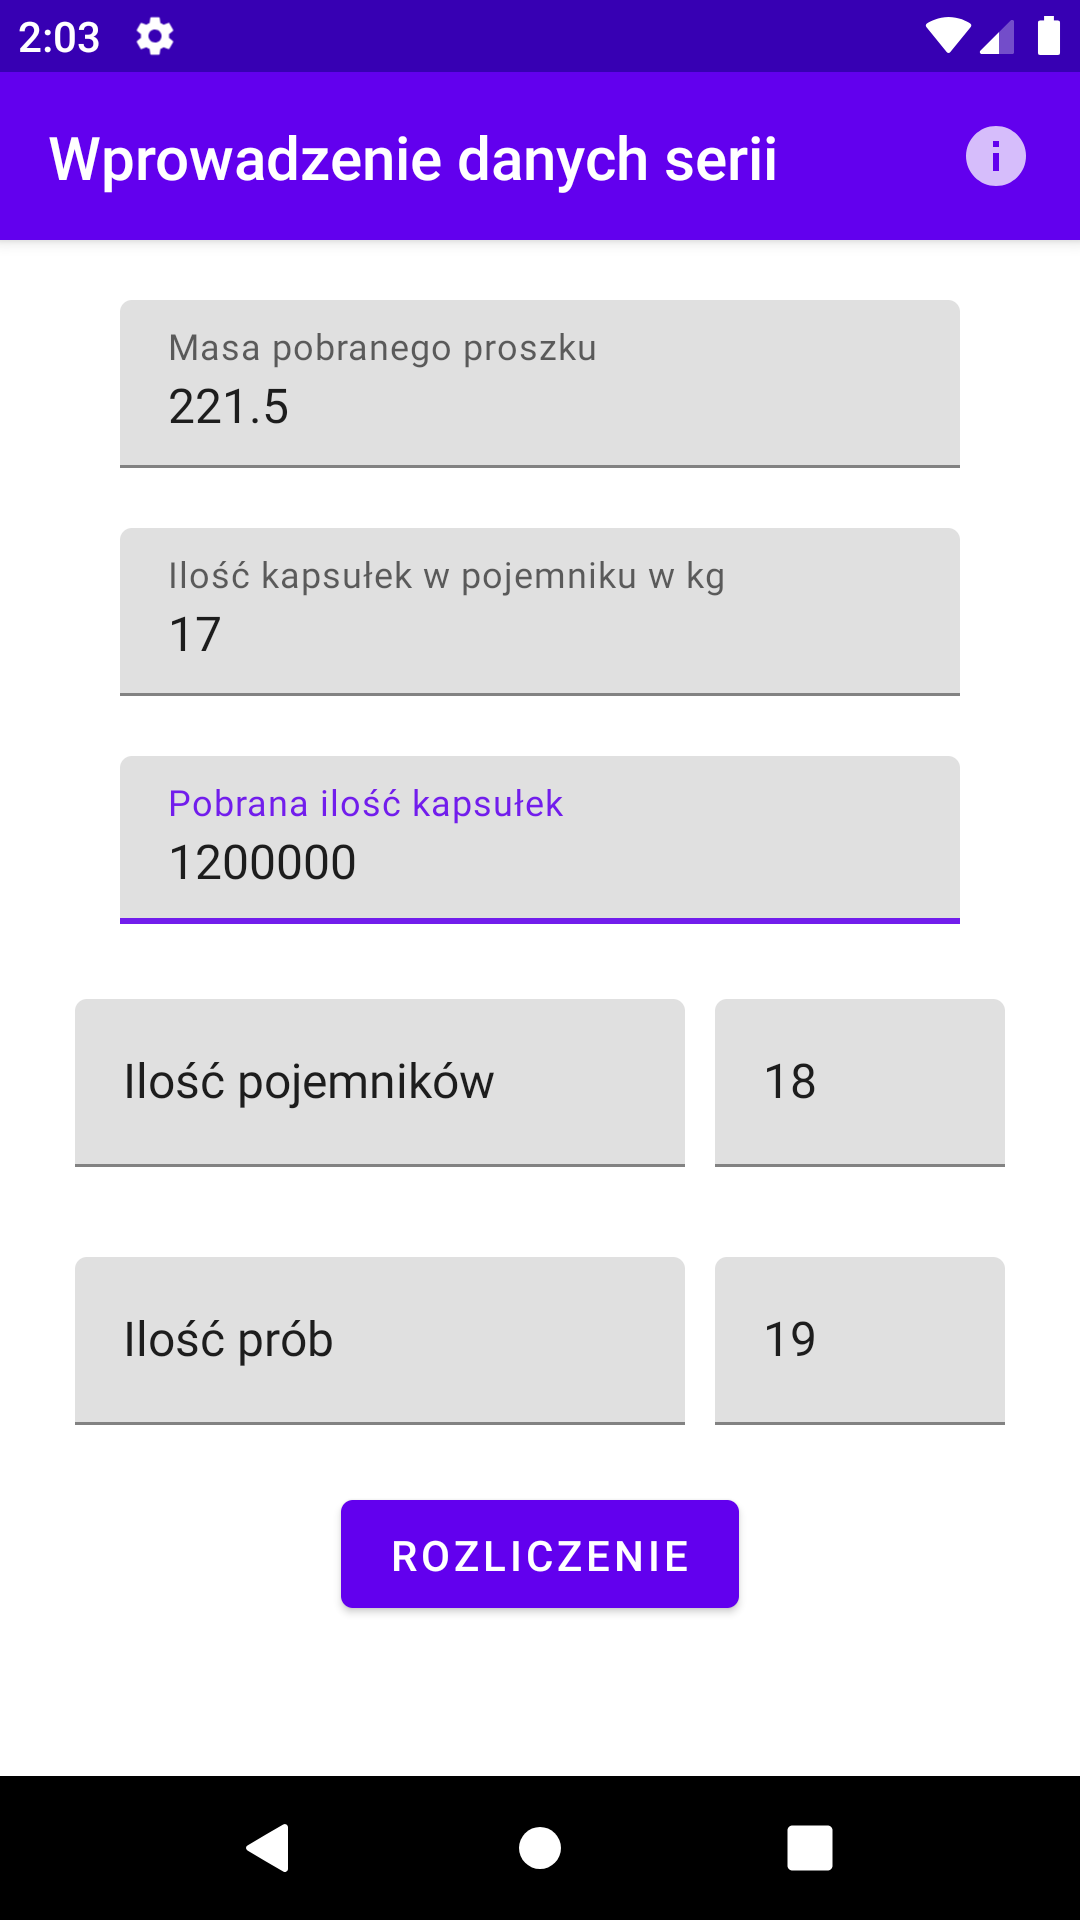 2:03
Wprowadzenie danych serii
Masa pobranego proszku
221.5
Ilość kapsułek w pojemniku w kg
17
Pobrana ilość kapsułek
1200000
Ilość pojemników
18
Ilość prób
19
ROZLICZENIE